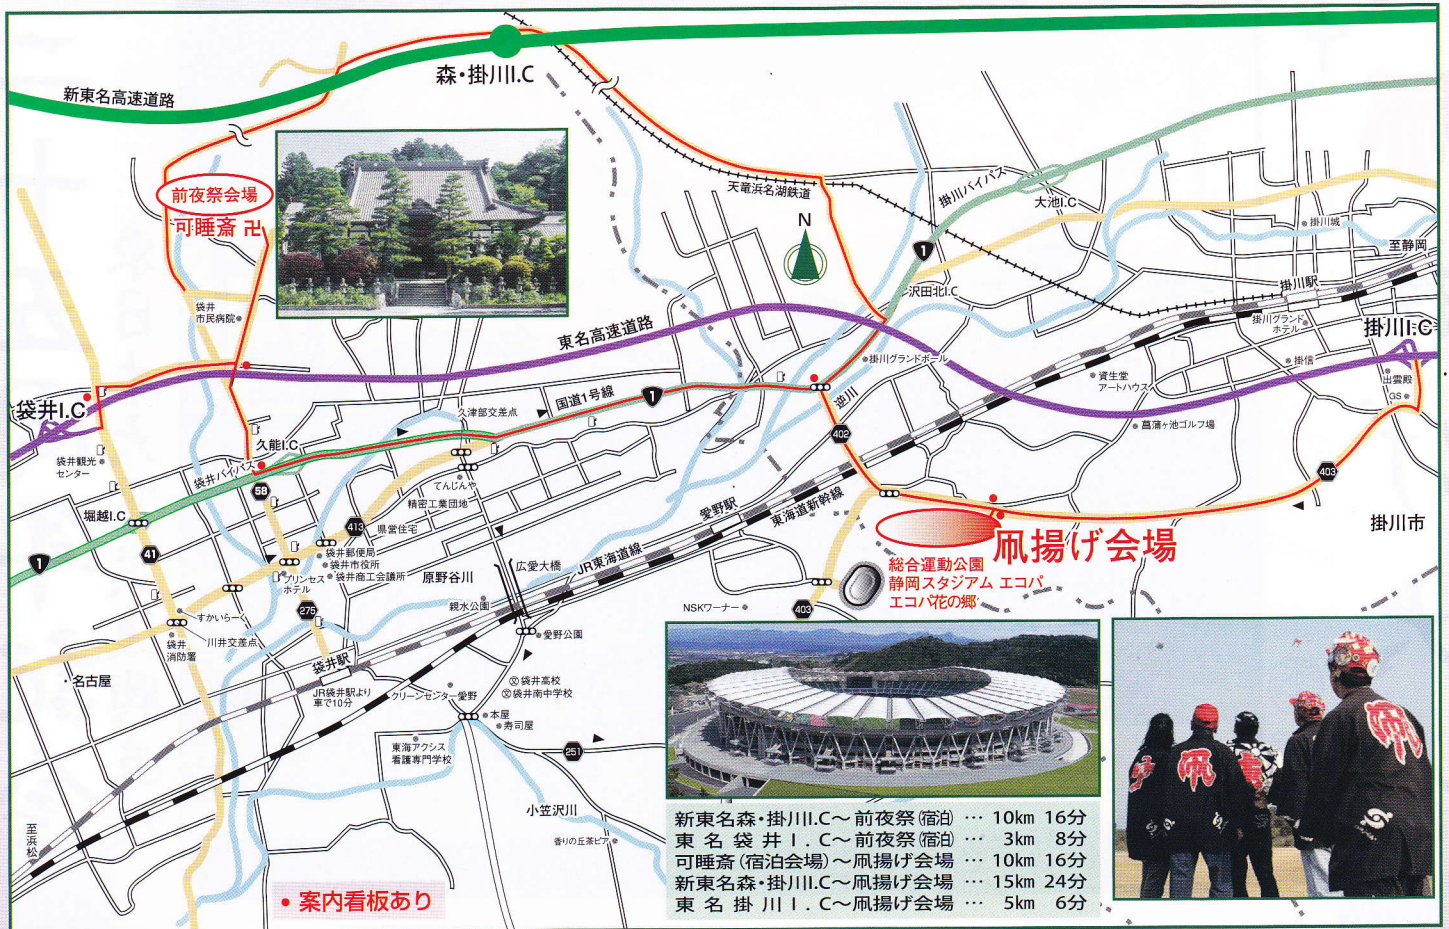 森・掛川I.C
新東名高速道路
前夜祭会場
可睡斎 卍
天竜浜名湖鉄道
N
掛川バイパス
大池I.C
1
掛川城
至静岡
沢田北I.C
掛川駅
掛川グランド
ホテル
掛川I.C
袋井
市民病院
東名高速道路
掛川グランドボール
掛信
資生堂
アートハウス
出雲殿
GS
袋井I.C
国道1号線
1
逆川
久津部交差点
菖蒲ヶ池ゴルフ場
402
久能I.C
袋井観光
センター
袋井バイパス
403
58
てんじんや
精密工業団地
愛野駅
東海道新幹線
堀越I.C
413
県営住宅
掛川市
凧揚げ会場
41
1
袋井郵便局
袋井市役所
袋井商工会議所
プリンセス
ホテル
原野谷川
広愛大橋
JR東海道線
総合運動公園
静岡スタジアム エコパ
エコパ花の郷
275
親水公園
NSKワーナー
403
すかいらーく
川井交差点
袋井
消防署
愛野公園
袋井駅
JR袋井駅より
車で10分
・名古屋
クリーンセンター愛野
文袋井高校
文袋井南中学校
本屋
寿司屋
東海アクシス
看護専門学校
251
小笠沢川
香りの丘茶ピア
至浜松
• 案内看板あり
新東名森・掛川I.C〜前夜祭(宿泊) … 10km 16分
東名袋井I.C〜前夜祭(宿泊) … 3km 8分
可睡斎(宿泊会場)〜凧揚げ会場 … 10km 16分
新東名森・掛川I.C〜凧揚げ会場 … 15km 24分
東名掛川I.C〜凧揚げ会場 … 5km 6分